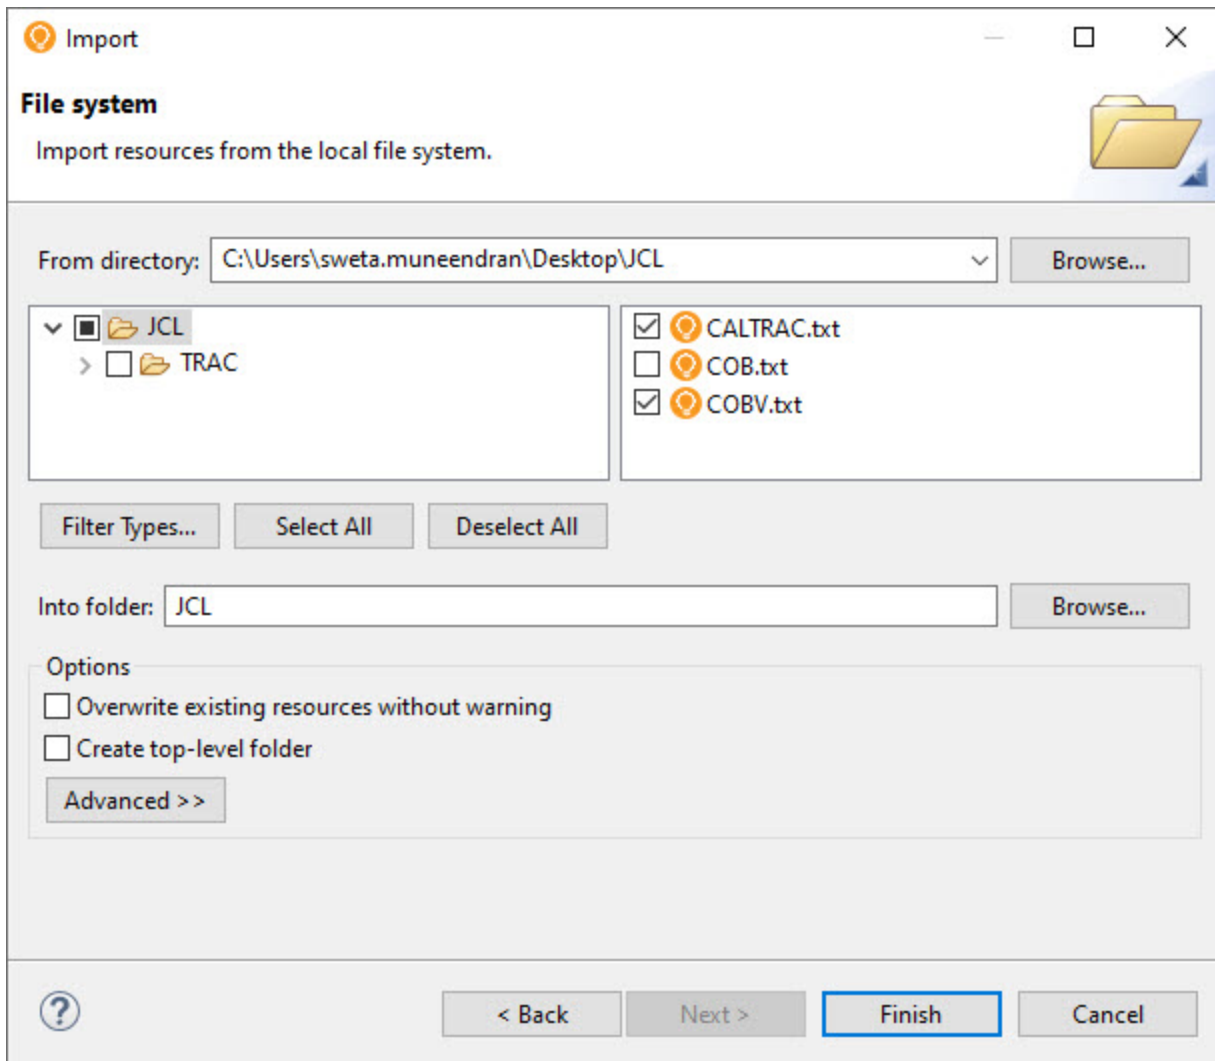 Import
File system
Import resources from the local file system.
From directory: C:\Users\sweta.muneendran\Desktop\JCL Browse...
JCL
TRAC
CALTRAC.txt
COB.txt
COBV.txt
Filter Types... Select All Deselect All
Into folder: JCL Browse...
Options
Overwrite existing resources without warning
Create top-level folder
Advanced >>
? < Back Next > Finish Cancel